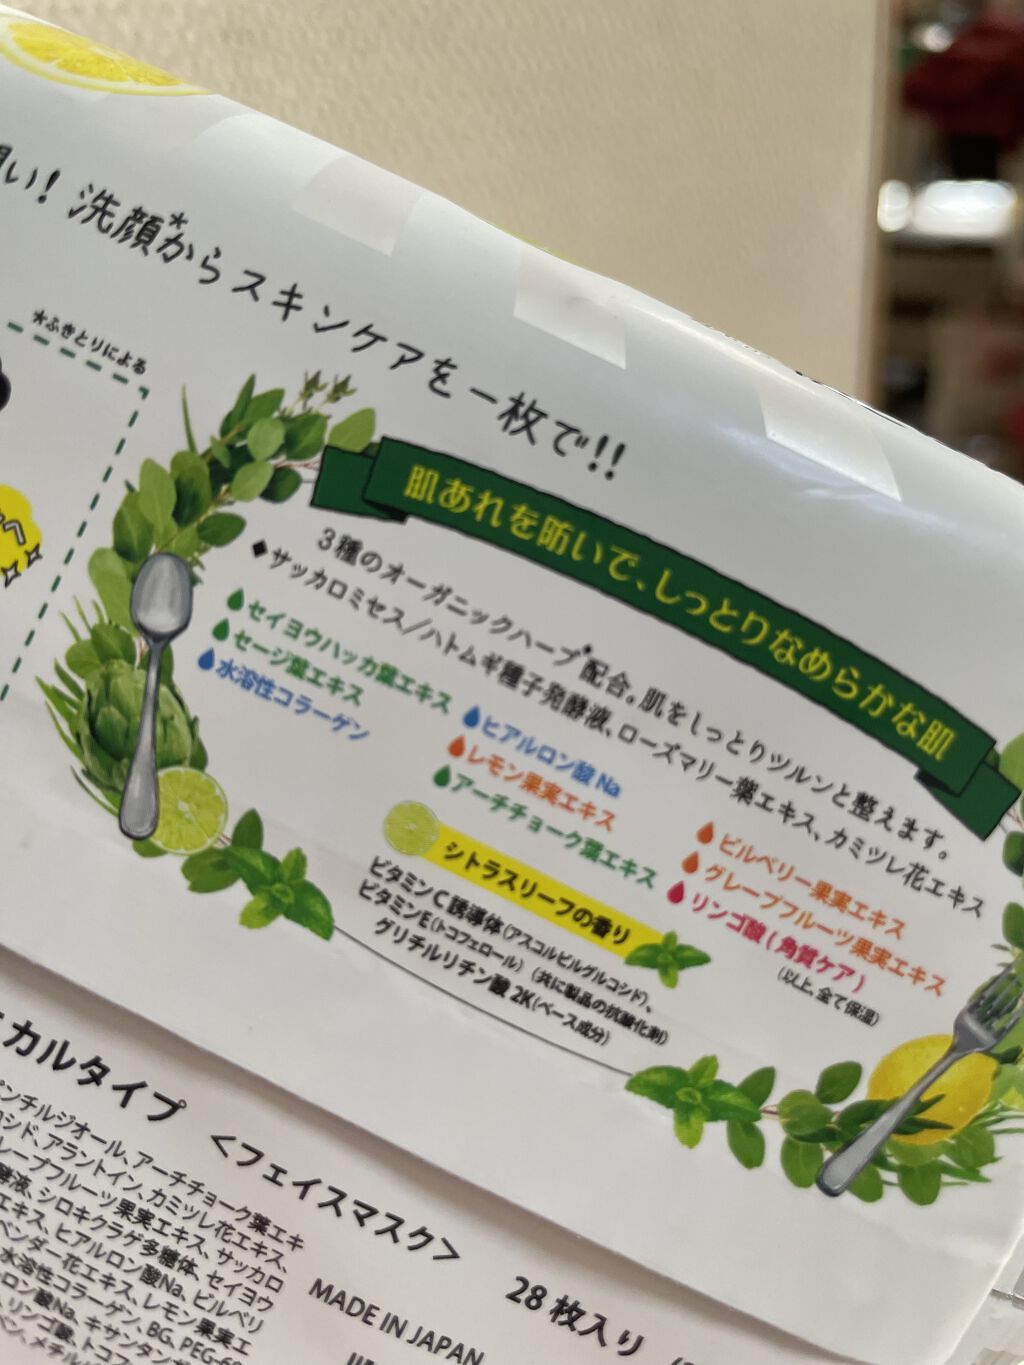 い！洗顔*からスキンケアを一枚で!!
*ふきとりによる
肌あれを防いで、しっとりなめらかな肌
3種のオーガニックハーブ*配合。肌をしっとりツルンと整えます。
◆サッカロミセス／ハトムギ種子発酵液、ローズマリー葉エキス、カミツレ花エキス
セイヨウハッカ葉エキス
セージ葉エキス
水溶性コラーゲン
ヒアルロン酸Na
レモン果実エキス
アーチチョーク葉エキス
ビルベリー果実エキス
グレープフルーツ果実エキス
リンゴ酸(角質ケア)
(以上、全て保湿)
シトラスリーフの香り
ビタミンC誘導体(アスコルビルグルコシド)、
ビタミンE(トコフェロール) (共に製品の抗酸化剤)
グリチルリチン酸2K(ベース成分)
カルタイプ <フェイスマスク> 28枚入り
ンチルジオール、アーチチョーク葉エキ
シド、アラントイン、カミツレ花エキス、
レープフルーツ果実エキス、サッカロ
酵液、シロキクラゲ多糖体、セイヨウ
エキス、ヒアルロン酸Na、ビルベリ
ベンダー花エキス、レモン果実エ
水溶性コラーゲン、BG、PEG-60
ロン酸Na、キサンタンガ
リンゴ酸、トコフ
MADE IN JAPAN